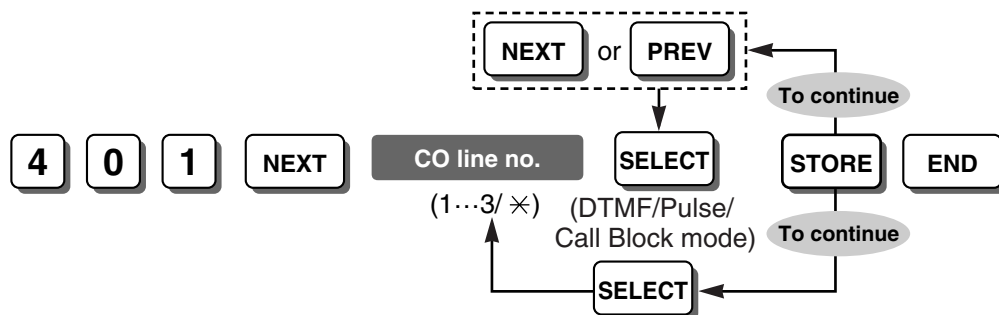 NEXT or PREV
To continue
4 0 1 NEXT CO line no. SELECT STORE END
(1···3/ ✳) (DTMF/Pulse/
Call Block mode)
To continue
SELECT